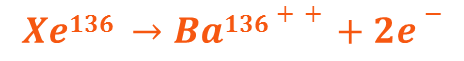 Xe¹³⁶ → Ba¹³⁶⁺⁺ + 2e⁻